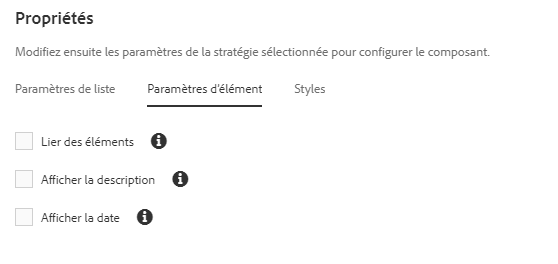 Propriétés
Modifiez ensuite les paramètres de la stratégie sélectionnée pour configurer le composant.
Paramètres de liste Paramètres d'élément Styles
Lier des éléments
Afficher la description
Afficher la date